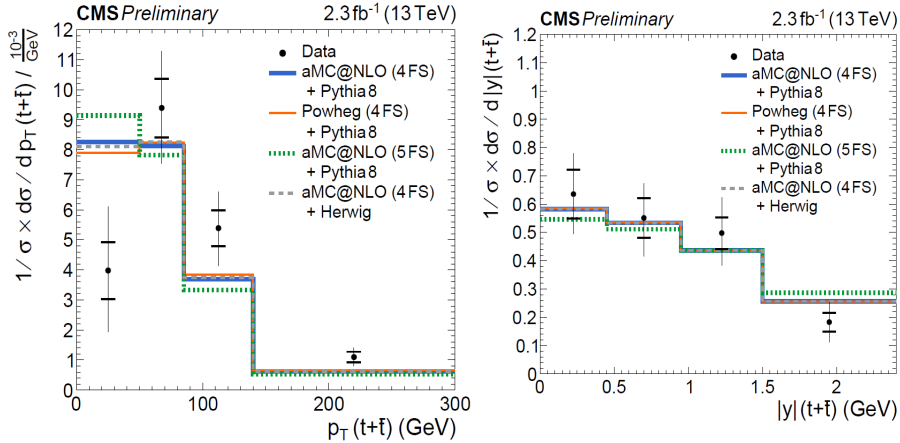 CMS Preliminary 2.3 fb⁻¹ (13 TeV)
1/ σ × dσ / d p_T (t+t̄) / 10⁻³/GeV
Data
aMC@NLO (4FS)
+ Pythia8
Powheg (4FS)
+ Pythia8
aMC@NLO (5FS)
+ Pythia8
aMC@NLO (4FS)
+ Herwig
12
11
10
9
8
7
6
5
4
3
2
1
0
0 100 200 300
p_T (t+t̄) (GeV)
CMS Preliminary 2.3 fb⁻¹ (13 TeV)
1/ σ × dσ / d |y| (t+t̄)
Data
aMC@NLO (4FS)
+ Pythia8
Powheg (4FS)
+ Pythia8
aMC@NLO (5FS)
+ Pythia8
aMC@NLO (4FS)
+ Herwig
1.2
1.1
1
0.9
0.8
0.7
0.6
0.5
0.4
0.3
0.2
0.1
0
0 0.5 1 1.5 2
|y| (t+t̄) (GeV)